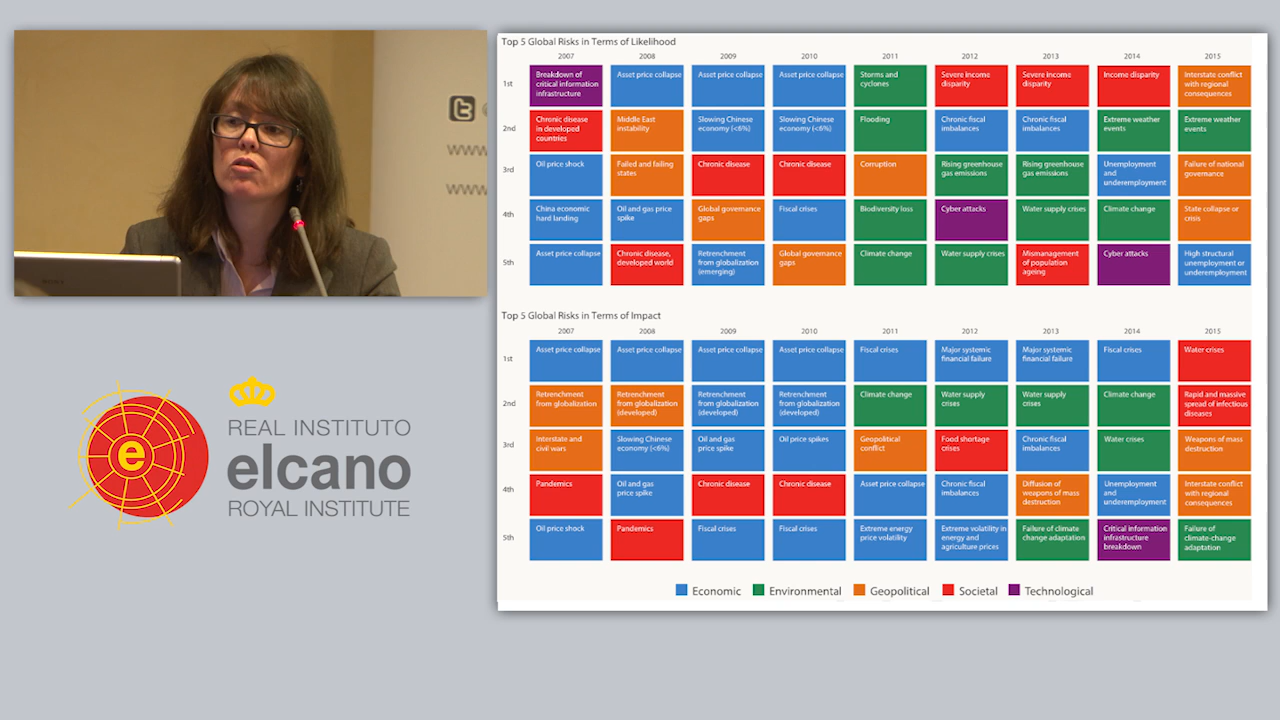 www
www
e
REAL INSTITUTO
elcano
ROYAL INSTITUTE
Top 5 Global Risks in Terms of Likelihood
2007 2008 2009 2010 2011 2012 2013 2014 2015
1st
Breakdown of
critical information
infrastructure
Asset price collapse
Asset price collapse
Asset price collapse
Storms and
cyclones
Severe income
disparity
Severe income
disparity
Income disparity
Interstate conflict
with regional
consequences
2nd
Chronic disease
in developed
countries
Middle East
instability
Slowing Chinese
economy (<6%)
Slowing Chinese
economy (<6%)
Flooding
Chronic fiscal
imbalances
Chronic fiscal
imbalances
Extreme weather
events
Extreme weather
events
3rd
Oil price shock
Failed and failing
states
Chronic disease
Chronic disease
Corruption
Rising greenhouse
gas emissions
Rising greenhouse
gas emissions
Unemployment
and
underemployment
Failure of national
governance
4th
China economic
hard landing
Oil and gas price
spike
Global governance
gaps
Fiscal crises
Biodiversity loss
Cyber attacks
Water supply crises
Climate change
State collapse or
crisis
5th
Asset price collapse
Chronic disease,
developed world
Retrenchment
from globalization
(emerging)
Global governance
gaps
Climate change
Water supply crises
Mismanagement
of population
ageing
Cyber attacks
High structural
unemployment or
underemployment
Top 5 Global Risks in Terms of Impact
2007 2008 2009 2010 2011 2012 2013 2014 2015
1st
Asset price collapse
Asset price collapse
Asset price collapse
Asset price collapse
Fiscal crises
Major systemic
financial failure
Major systemic
financial failure
Fiscal crises
Water crises
2nd
Retrenchment
from globalization
Retrenchment
from globalization
(developed)
Retrenchment
from globalization
(developed)
Retrenchment
from globalization
(developed)
Climate change
Water supply
crises
Water supply
crises
Climate change
Rapid and massive
spread of infectious
diseases
3rd
Interstate and
civil wars
Slowing Chinese
economy (<6%)
Oil and gas
price spike
Oil price spikes
Geopolitical
conflict
Food shortage
crises
Chronic fiscal
imbalances
Water crises
Weapons of mass
destruction
4th
Pandemics
Oil and gas
price spike
Chronic disease
Chronic disease
Asset price collapse
Chronic fiscal
imbalances
Diffusion of
weapons of mass
destruction
Unemployment
and
underemployment
Interstate conflict
with regional
consequences
5th
Oil price shock
Pandemics
Fiscal crises
Fiscal crises
Extreme energy
price volatility
Extreme volatility in
energy and
agriculture prices
Failure of climate
change adaptation
Critical information
infrastructure
breakdown
Failure of
climate-change
adaptation
Economic Environmental Geopolitical Societal Technological